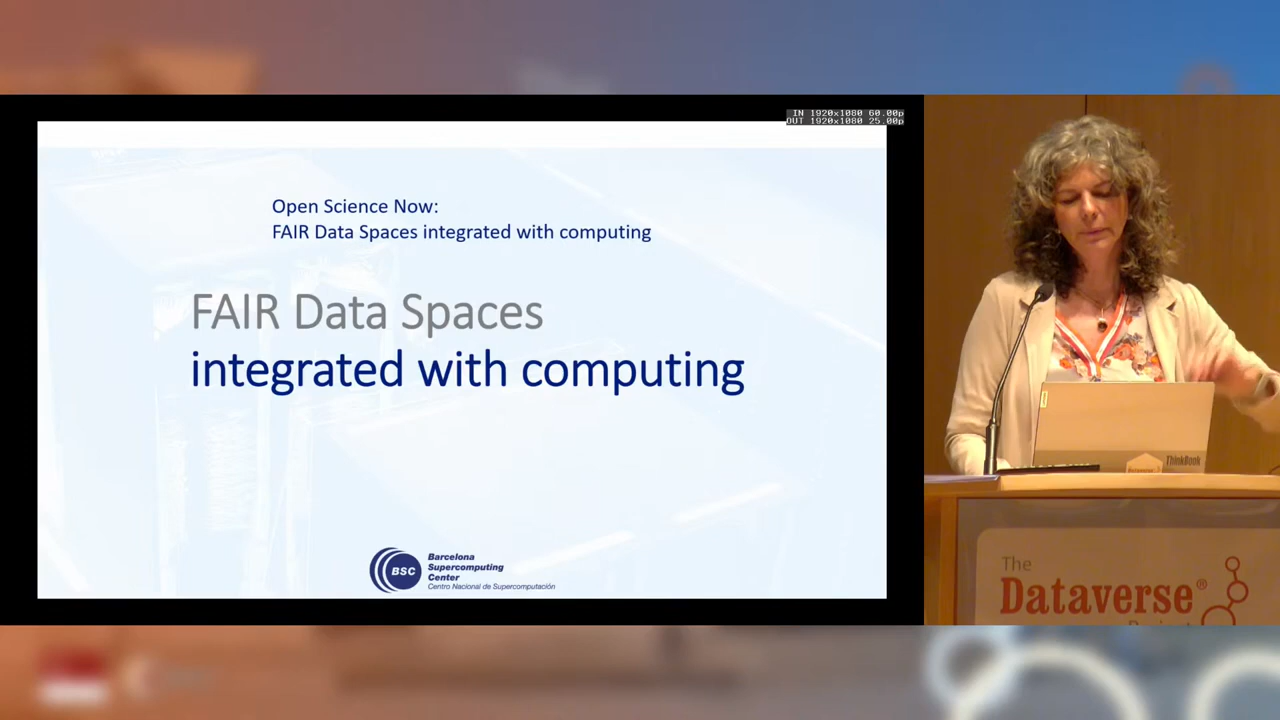 IN 1920x1080 60.00p
OUT 1920x1080 25.00p
Open Science Now:
FAIR Data Spaces integrated with computing
FAIR Data Spaces
integrated with computing
BSC
Barcelona
Supercomputing
Center
Centro Nacional de Supercomputación
ThinkBook
The
Dataverse®
Project